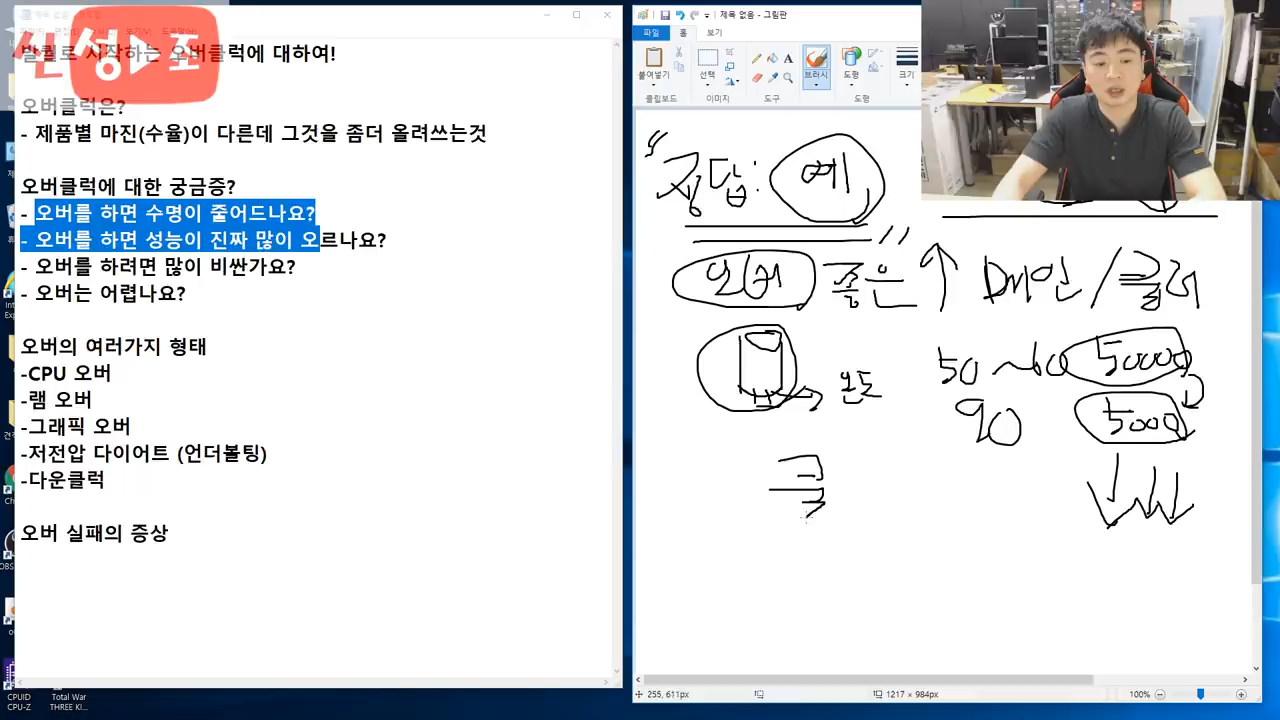 신성조
발퀄로 시작하는 오버클럭에 대하여!
오버클럭은?
- 제품별 마진(수율)이 다른데 그것을 좀더 올려쓰는것
오버클럭에 대한 궁금증?
- 오버를 하면 수명이 줄어드나요?
- 오버를 하면 성능이 진짜 많이 오르나요?
- 오버를 하려면 많이 비싼가요?
- 오버는 어렵나요?
오버의 여러가지 형태
-CPU 오버
-램 오버
-그래픽 오버
-저전압 다이어트 (언더볼팅)
-다운클럭
오버 실패의 증상
CPUID
CPU-Z
Total War
THREE KI...
제목 없음 - 그림판
파일
홈
보기
붙여넣기
선택
브러시
도형
크기
클립보드
이미지
도구
도형
정답: 예
오버 좋은 메인/쿨러
온도
50~60 50000
90 5000
255, 611px
1217 × 984px
100%